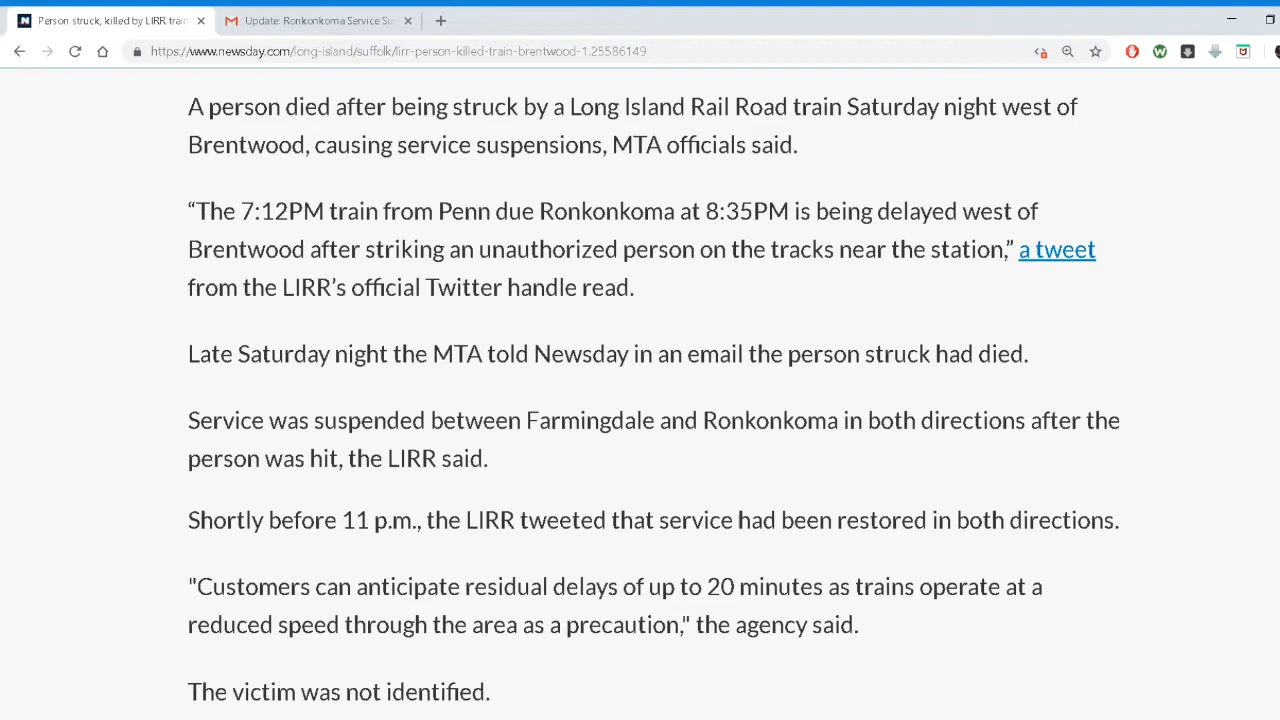 Person struck, killed by LIRR train
Update: Ronkonkoma Service Su
https://www.newsday.com/long-island/suffolk/lirr-person-killed-train-brentwood-1.25586149
A person died after being struck by a Long Island Rail Road train Saturday night west of
Brentwood, causing service suspensions, MTA officials said.
“The 7:12PM train from Penn due Ronkonkoma at 8:35PM is being delayed west of
Brentwood after striking an unauthorized person on the tracks near the station,” a tweet
from the LIRR’s official Twitter handle read.
Late Saturday night the MTA told Newsday in an email the person struck had died.
Service was suspended between Farmingdale and Ronkonkoma in both directions after the
person was hit, the LIRR said.
Shortly before 11 p.m., the LIRR tweeted that service had been restored in both directions.
"Customers can anticipate residual delays of up to 20 minutes as trains operate at a
reduced speed through the area as a precaution," the agency said.
The victim was not identified.